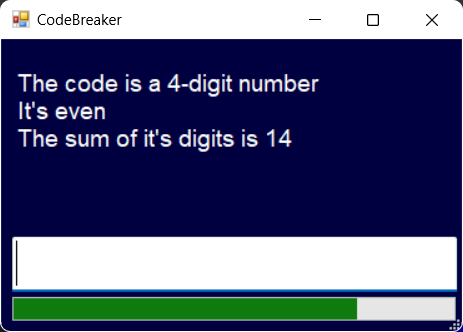 CodeBreaker
The code is a 4-digit number
It's even
The sum of it's digits is 14